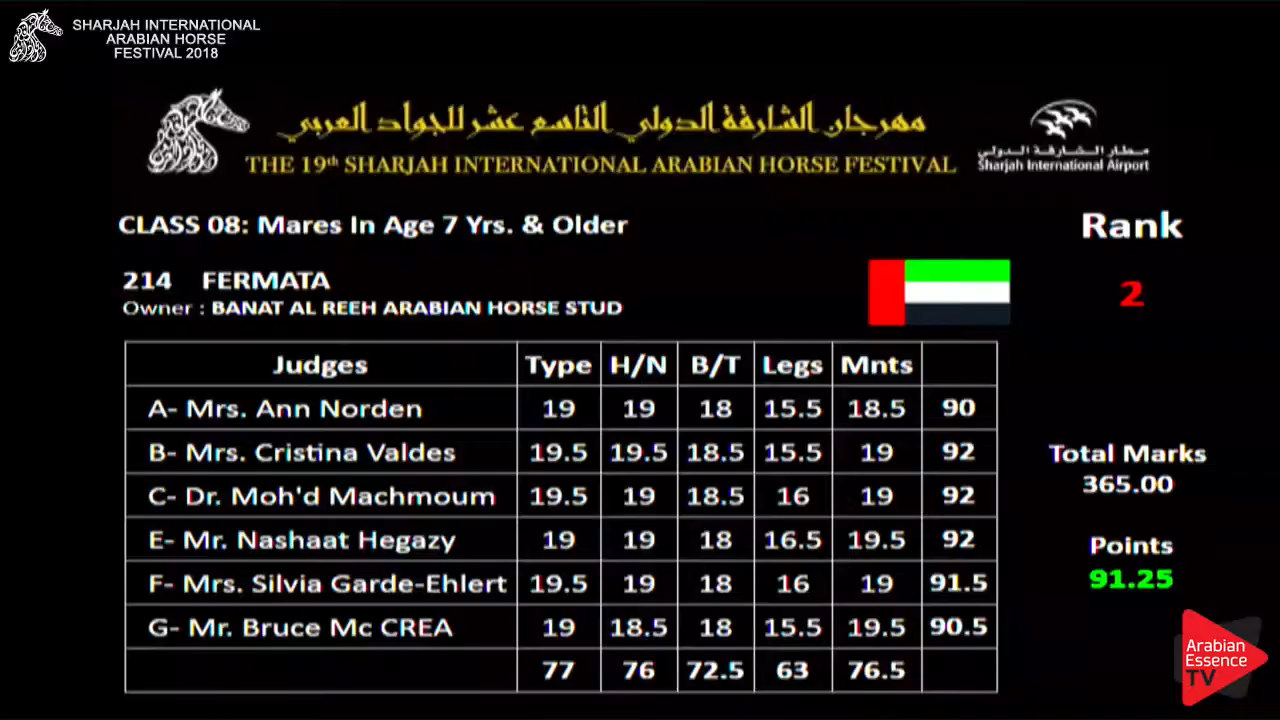 SHARJAH INTERNATIONAL
ARABIAN HORSE
FESTIVAL 2018
مهرجان الشارقة الدولي التاسع عشر للجواد العربي
THE 19th SHARJAH INTERNATIONAL ARABIAN HORSE FESTIVAL
مطار الشارقة الدولي
Sharjah International Airport
CLASS 08: Mares In Age 7 Yrs. & Older
Rank
214 FERMATA
2
Owner : BANAT AL REEH ARABIAN HORSE STUD
Judges Type H/N B/T Legs Mnts
A- Mrs. Ann Norden 19 19 18 15.5 18.5 90
B- Mrs. Cristina Valdes 19.5 19.5 18.5 15.5 19 92
C- Dr. Moh'd Machmoum 19.5 19 18.5 16 19 92
E- Mr. Nashaat Hegazy 19 19 18 16.5 19.5 92
F- Mrs. Silvia Garde-Ehlert 19.5 19 18 16 19 91.5
G- Mr. Bruce Mc CREA 19 18.5 18 15.5 19.5 90.5
77 76 72.5 63 76.5
Total Marks
365.00
Points
91.25
Arabian
Essence
TV